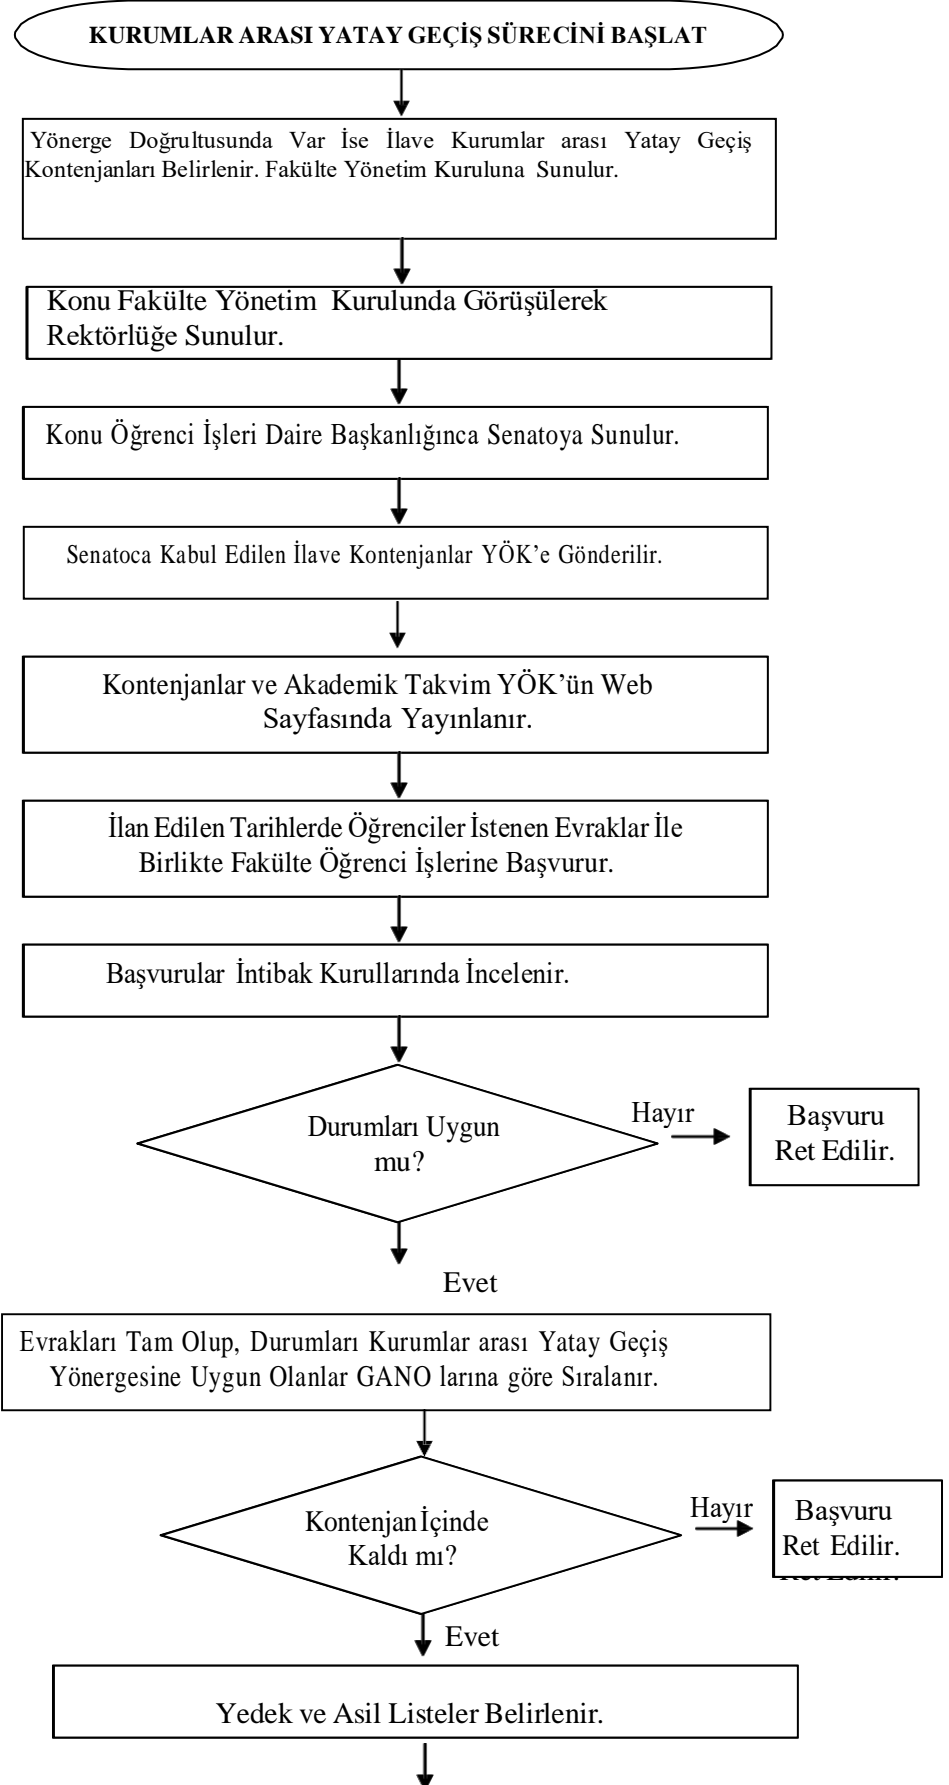 KURUMLAR ARASI YATAY GEÇİŞ SÜRECİNİ BAŞLAT
Yönerge Doğrultusunda Var İse İlave Kurumlar arası Yatay Geçiş
Kontenjanları Belirlenir. Fakülte Yönetim Kuruluna Sunulur.
Konu Fakülte Yönetim Kurulunda Görüşülerek
Rektörlüğe Sunulur.
Konu Öğrenci İşleri Daire Başkanlığınca Senatoya Sunulur.
Senatoca Kabul Edilen İlave Kontenjanlar YÖK’e Gönderilir.
Kontenjanlar ve Akademik Takvim YÖK’ün Web
Sayfasında Yayınlanır.
İlan Edilen Tarihlerde Öğrenciler İstenen Evraklar İle
Birlikte Fakülte Öğrenci İşlerine Başvurur.
Başvurular İntibak Kurullarında İncelenir.
Durumları Uygun
mu?
Hayır
Başvuru
Ret Edilir.
Evet
Evrakları Tam Olup, Durumları Kurumlar arası Yatay Geçiş
Yönergesine Uygun Olanlar GANO larına göre Sıralanır.
Kontenjan İçinde
Kaldı mı?
Hayır
Başvuru
Ret Edilir.
Evet
Yedek ve Asil Listeler Belirlenir.